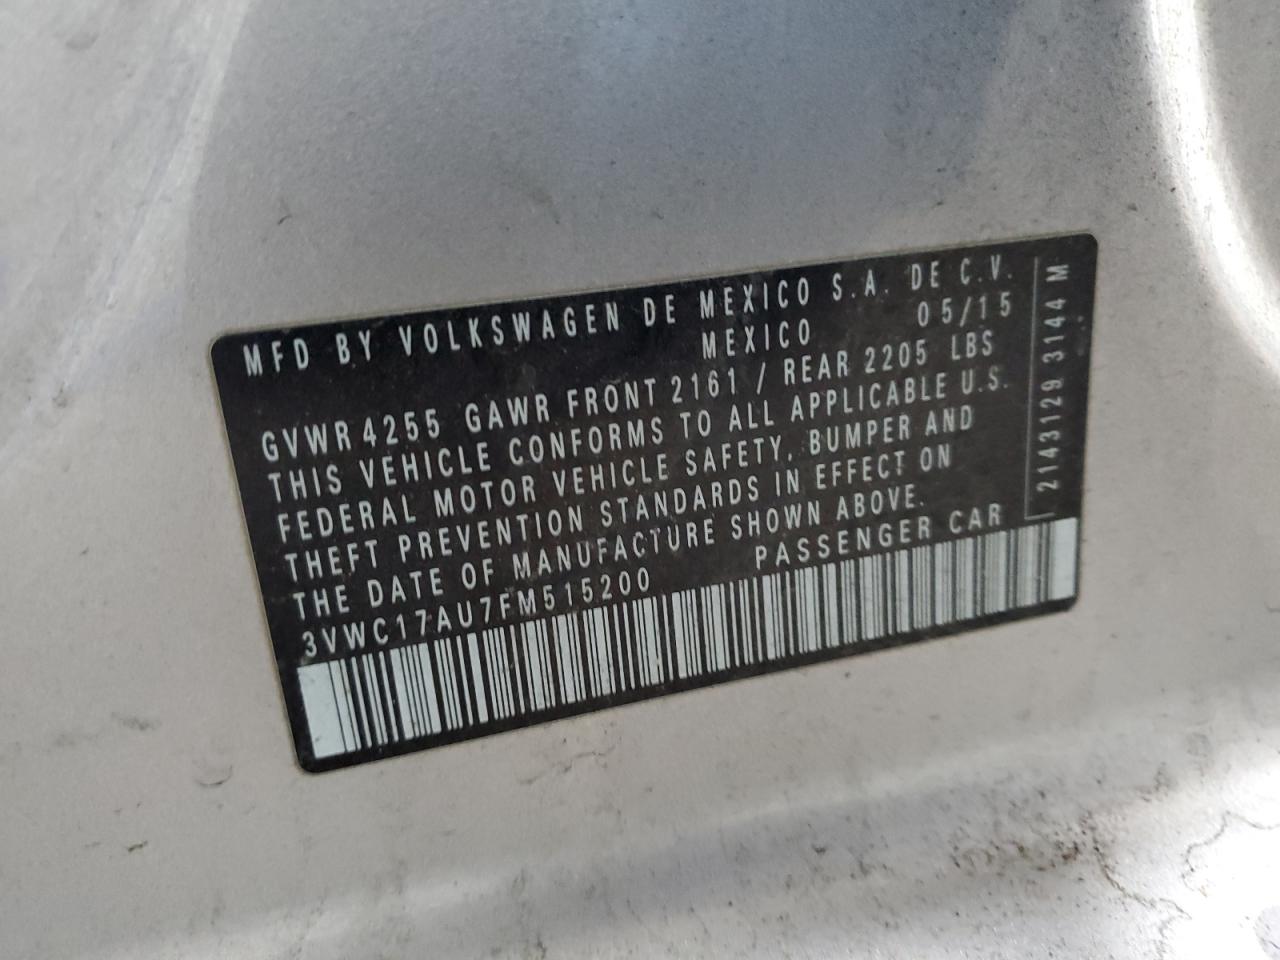 MFD BY VOLKSWAGEN DE MEXICO S.A. DE C.V.
MEXICO 05/15
GVWR 4255 GAWR FRONT 2161 / REAR 2205 LBS
THIS VEHICLE CONFORMS TO ALL APPLICABLE U.S.
FEDERAL MOTOR VEHICLE SAFETY, BUMPER AND
THEFT PREVENTION STANDARDS IN EFFECT ON
THE DATE OF MANUFACTURE SHOWN ABOVE.
3VWC17AU7FM515200 PASSENGER CAR
2143129 3144 M